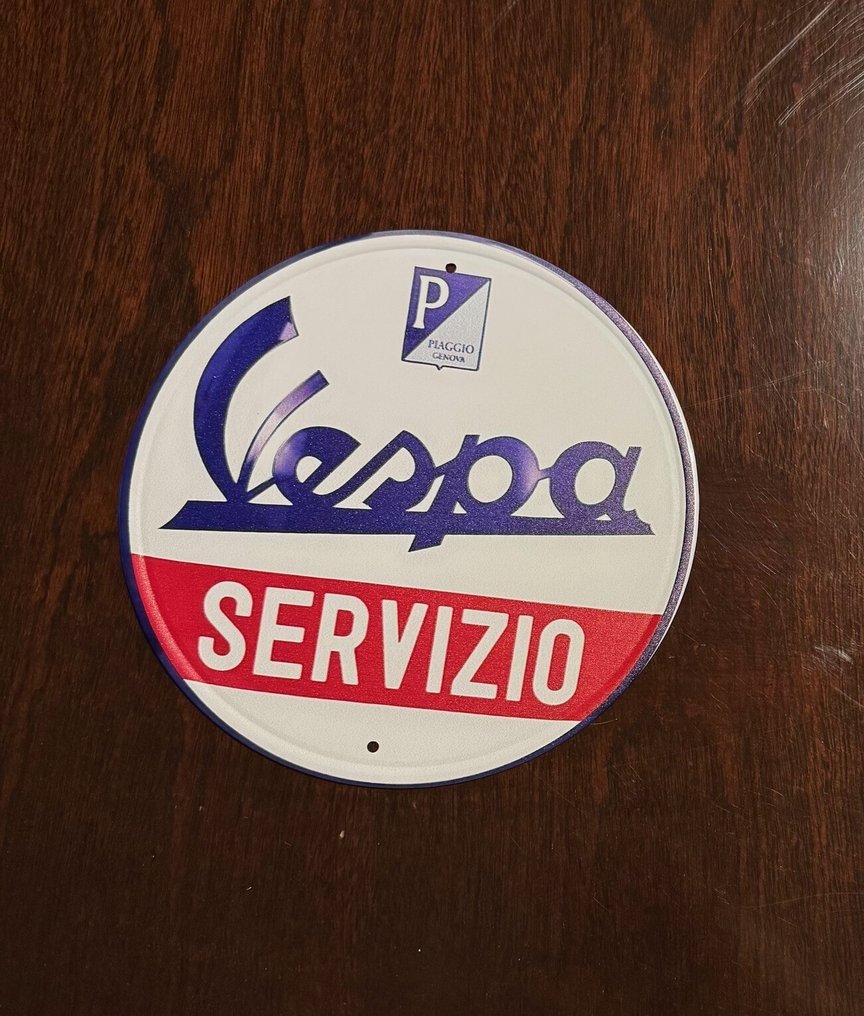 P
PIAGGIO
GENOVA
Vespa
SERVIZIO